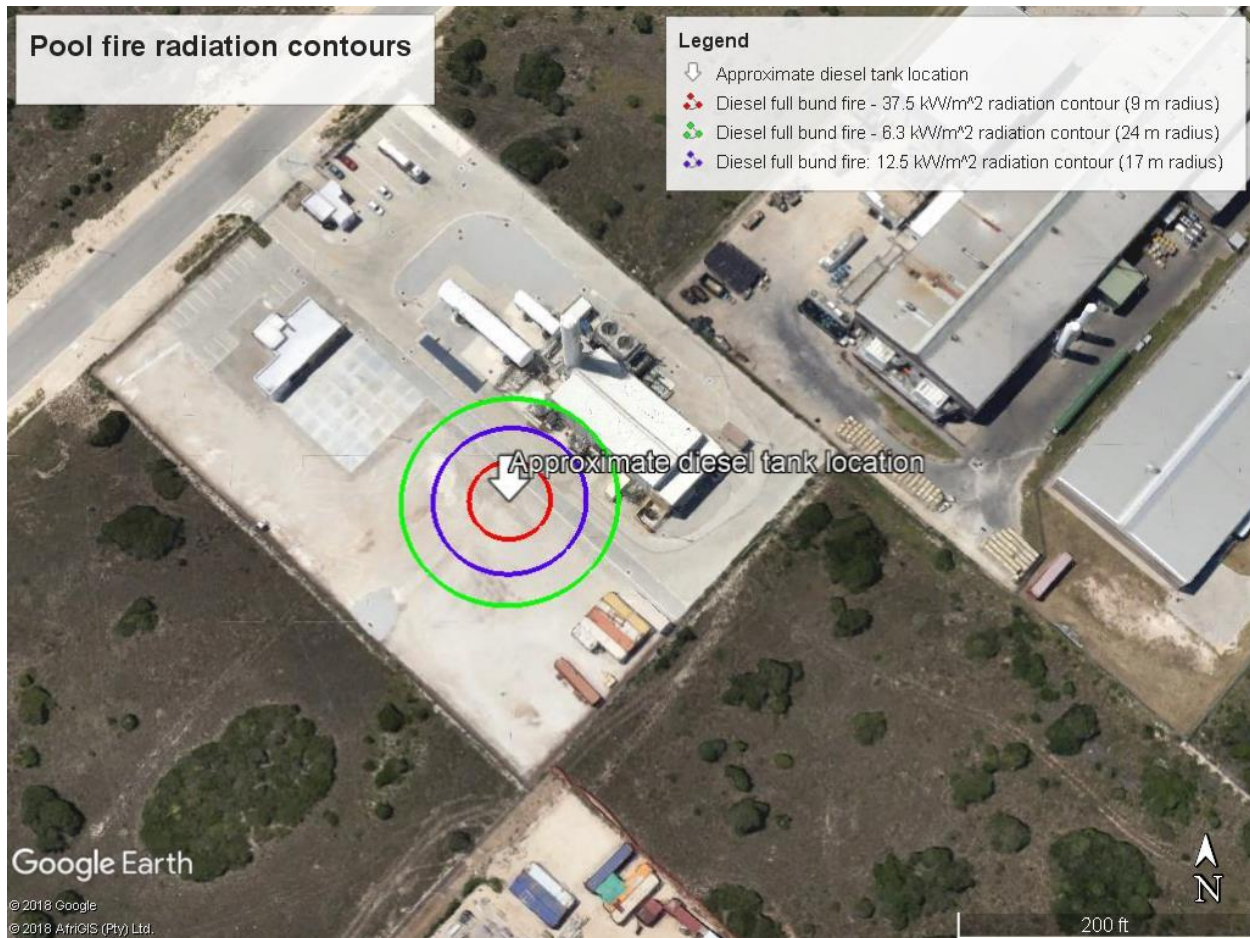 Pool fire radiation contours
Legend
Approximate diesel tank location
Diesel full bund fire - 37.5 kW/m^2 radiation contour (9 m radius)
Diesel full bund fire - 6.3 kW/m^2 radiation contour (24 m radius)
Diesel full bund fire: 12.5 kW/m^2 radiation contour (17 m radius)
Approximate diesel tank location
Google Earth
© 2018 Google
© 2018 AfriGIS (Pty) Ltd.
N
200 ft